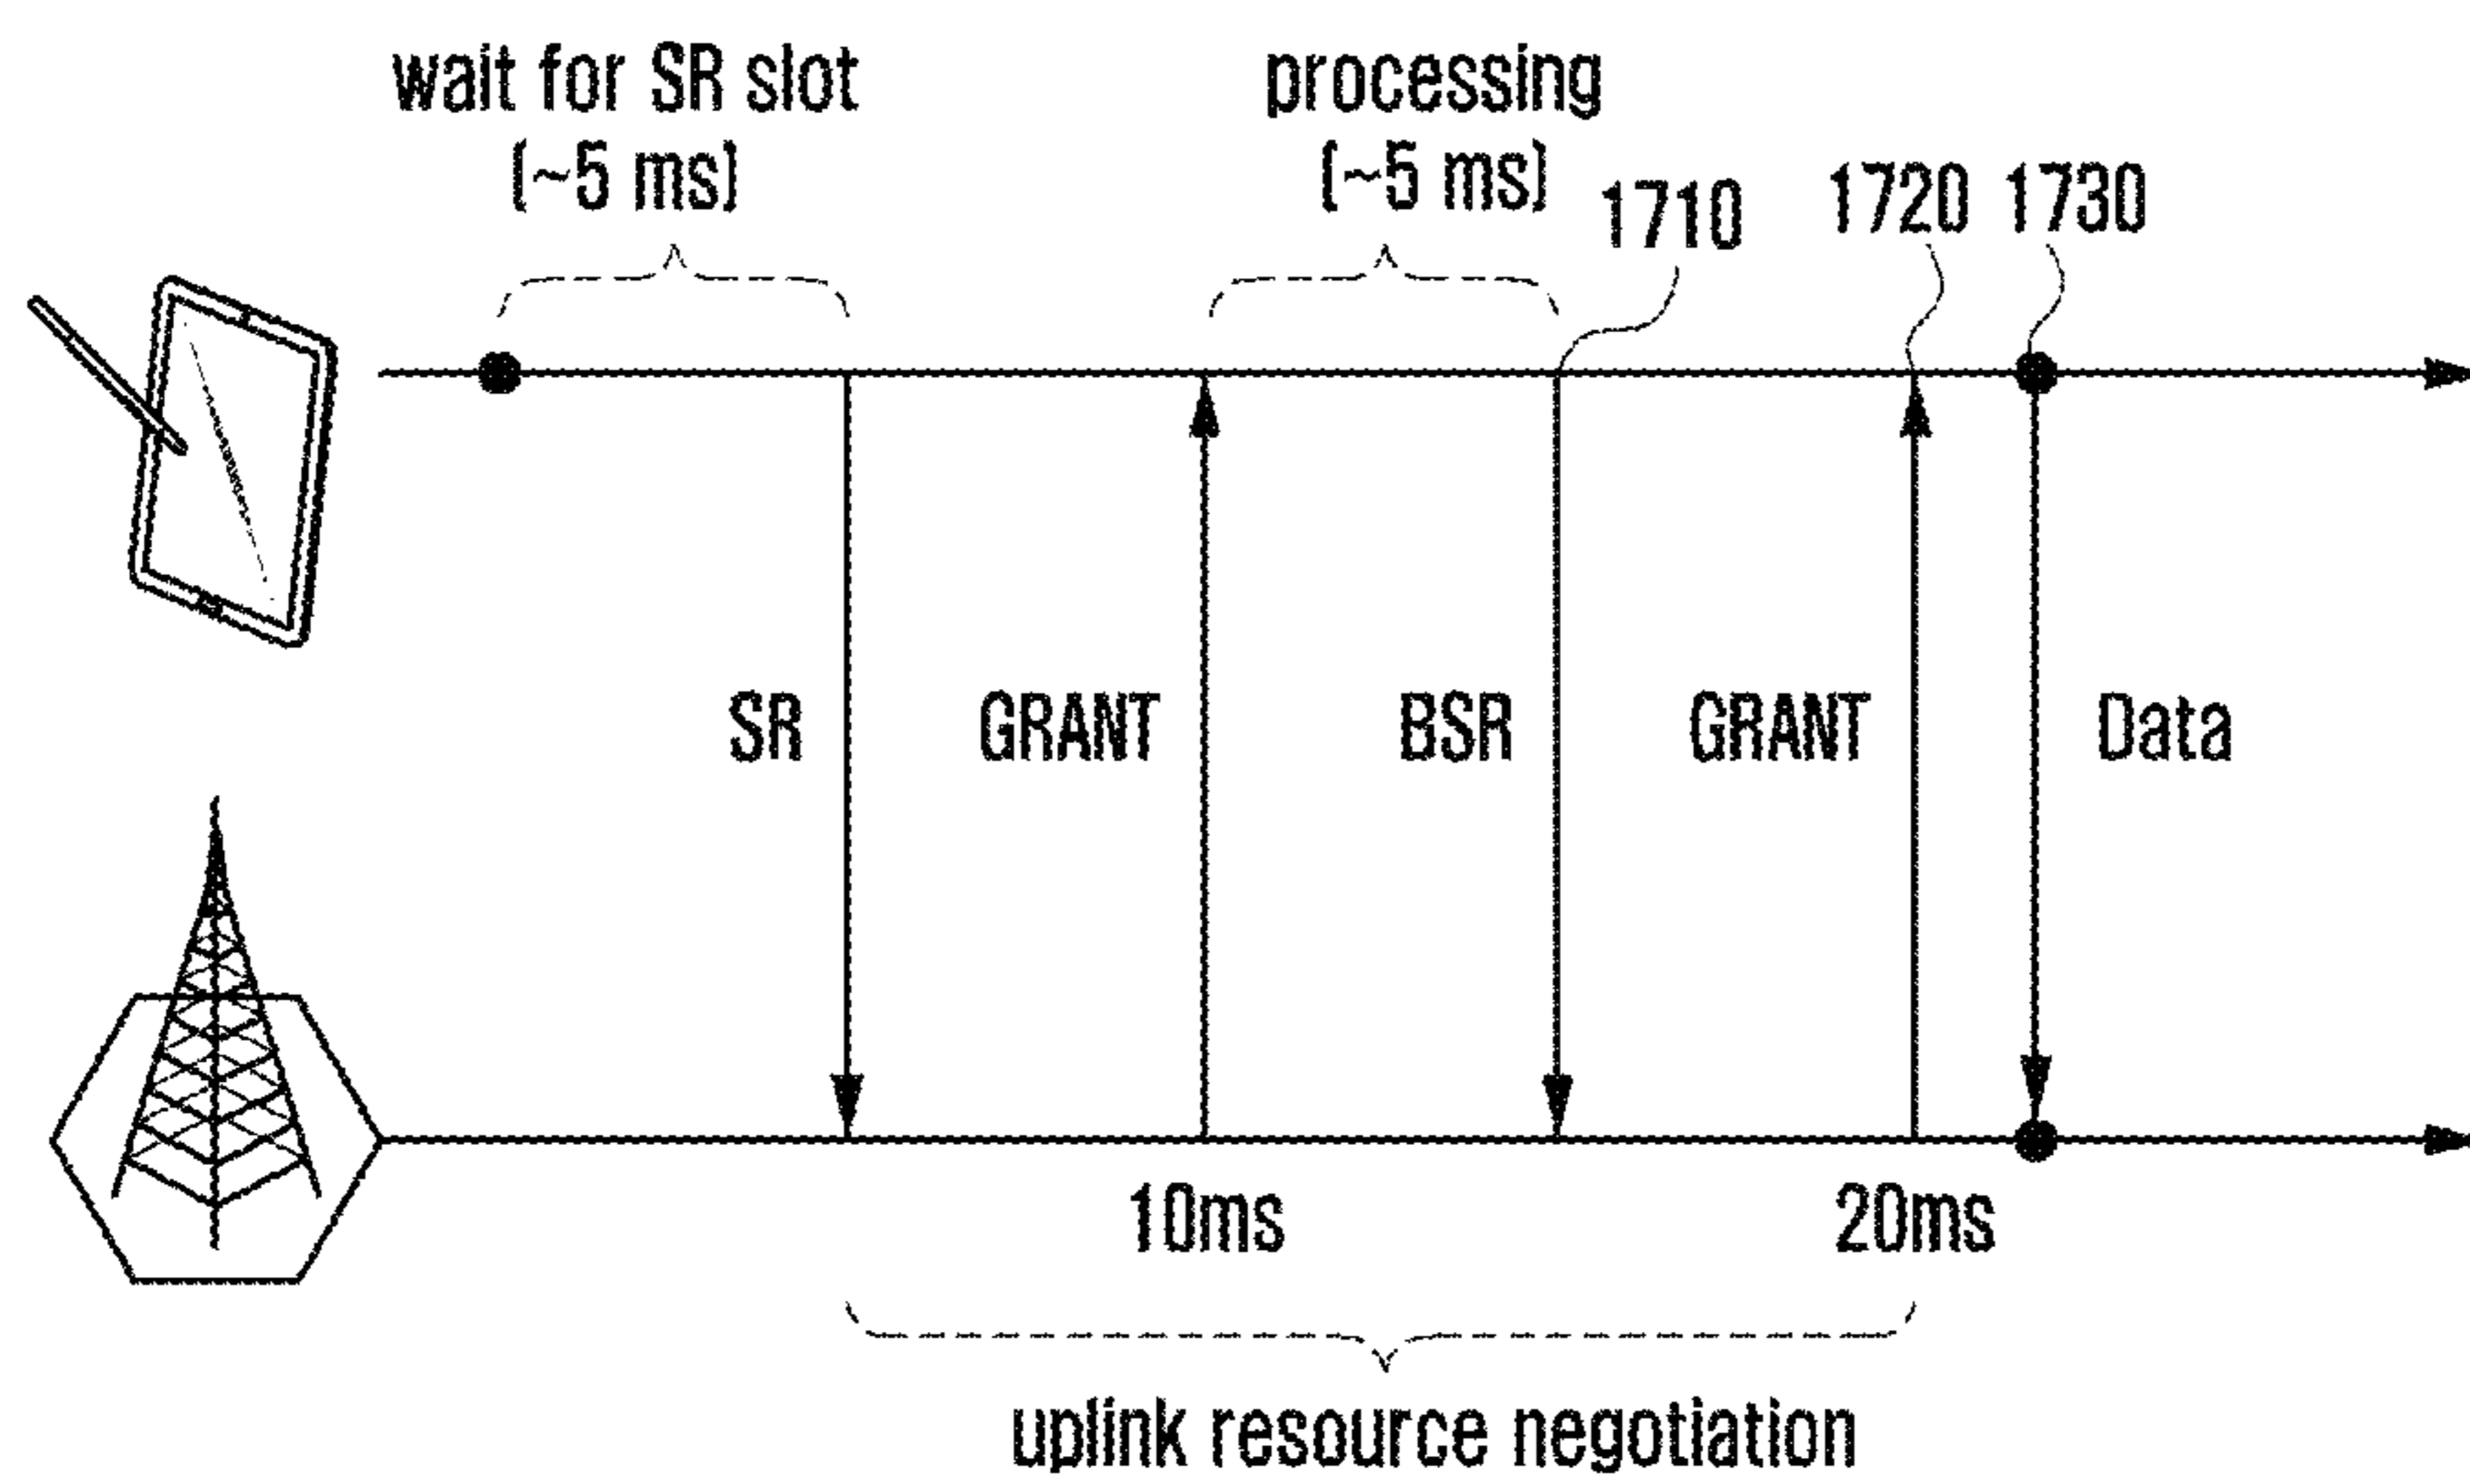 wait for SR slot
(~5 ms)
processing
(~5 ms)
1710
1720
1730
SR
GRANT
BSR
GRANT
Data
10ms
20ms
uplink resource negotiation